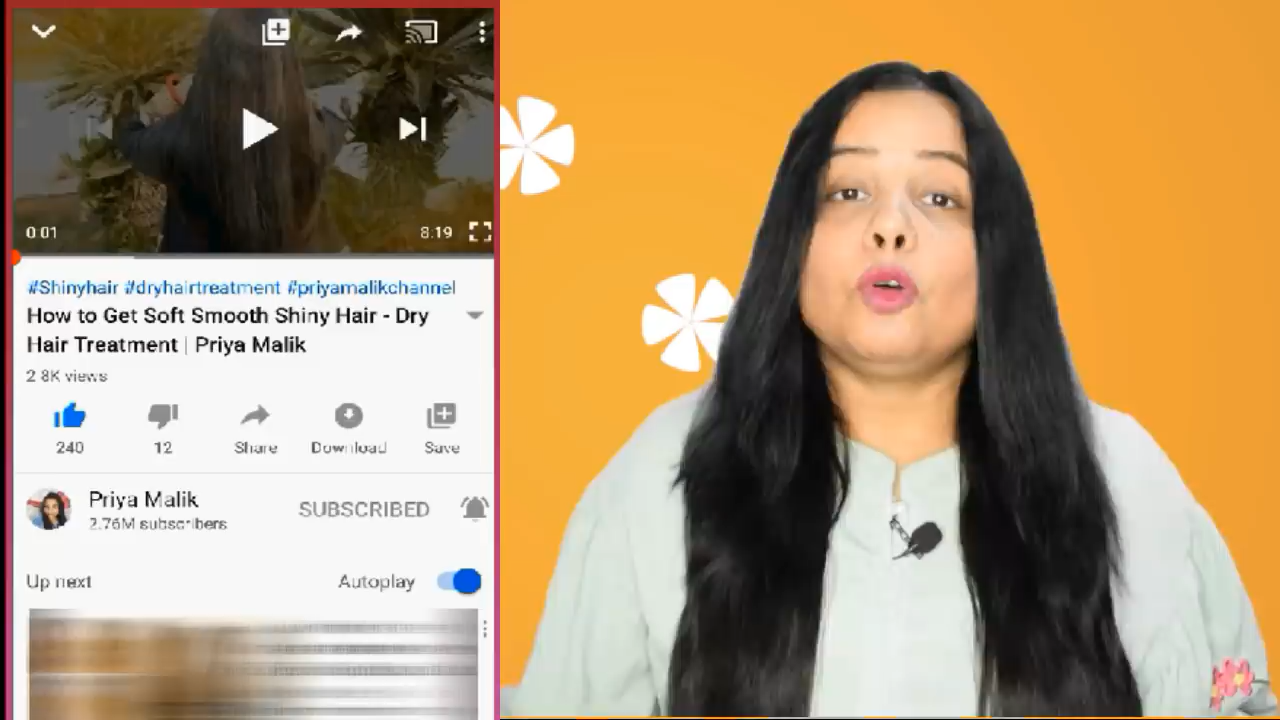 0:01
8:19
#Shinyhair #dryhairtreatment #priyamalikchannel
How to Get Soft Smooth Shiny Hair - Dry
Hair Treatment | Priya Malik
2.8K views
240
12
Share
Download
Save
Priya Malik
2.76M subscribers
SUBSCRIBED
Up next
Autoplay